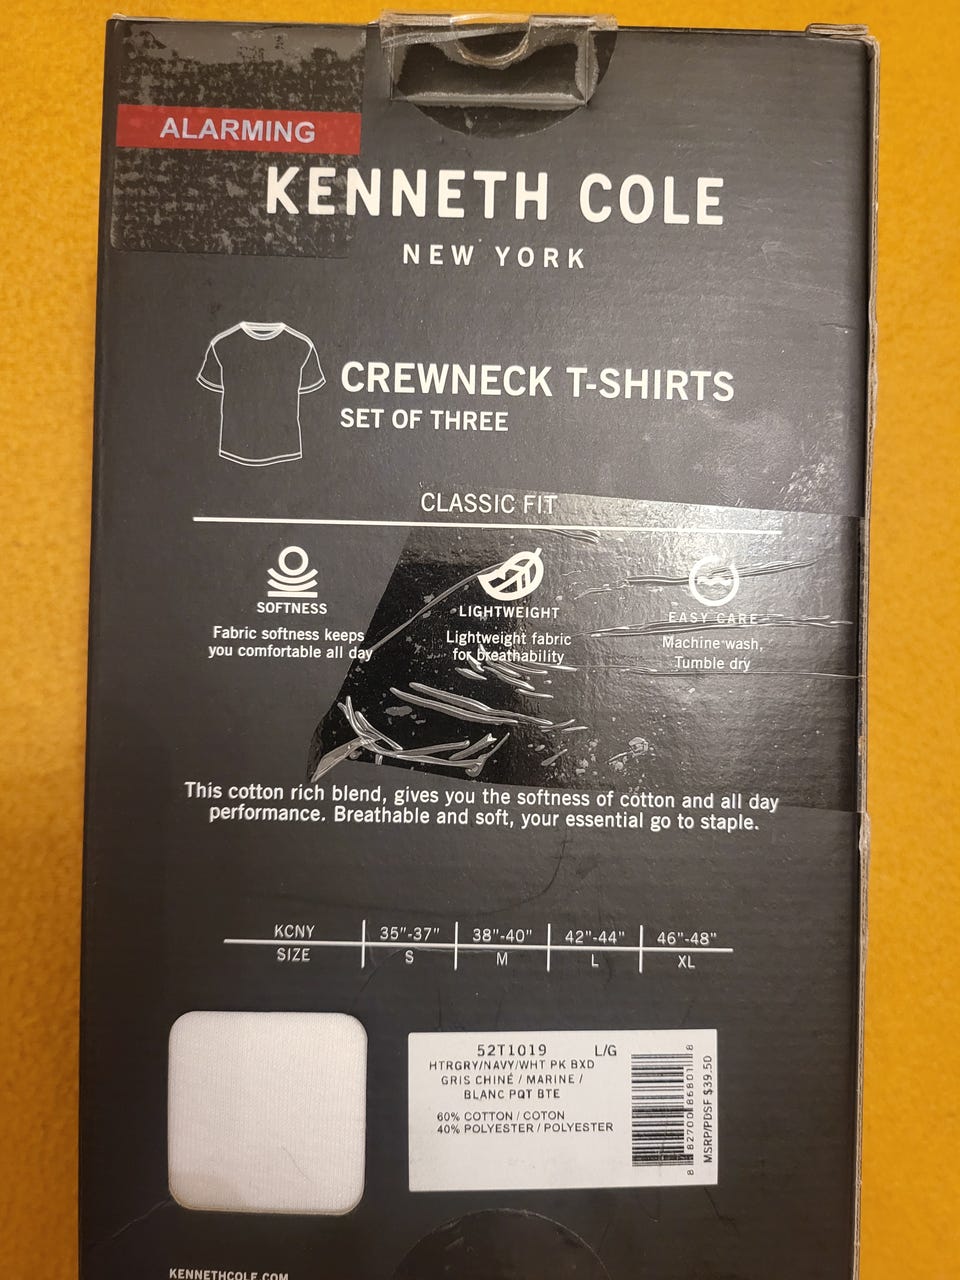 ALARMING
KENNETH COLE
NEW YORK
CREWNECK T-SHIRTS
SET OF THREE
CLASSIC FIT
SOFTNESS
Fabric softness keeps
you comfortable all day
LIGHTWEIGHT
Lightweight fabric
for breathability
EASY CARE
Machine wash,
Tumble dry
This cotton rich blend, gives you the softness of cotton and all day
performance. Breathable and soft, your essential go to staple.
KCNY 35"-37" 38"-40" 42"-44" 46"-48"
SIZE S M L XL
52T1019 L/G
HTRGRY/NAVY/WHT PK BXD
GRIS CHINÉ / MARINE /
BLANC PQT BTE
60% COTTON / COTON
40% POLYESTER / POLYESTER
8 82700 86801 8
MSRP/PDSF $39.50
KENNETHCOLE.COM